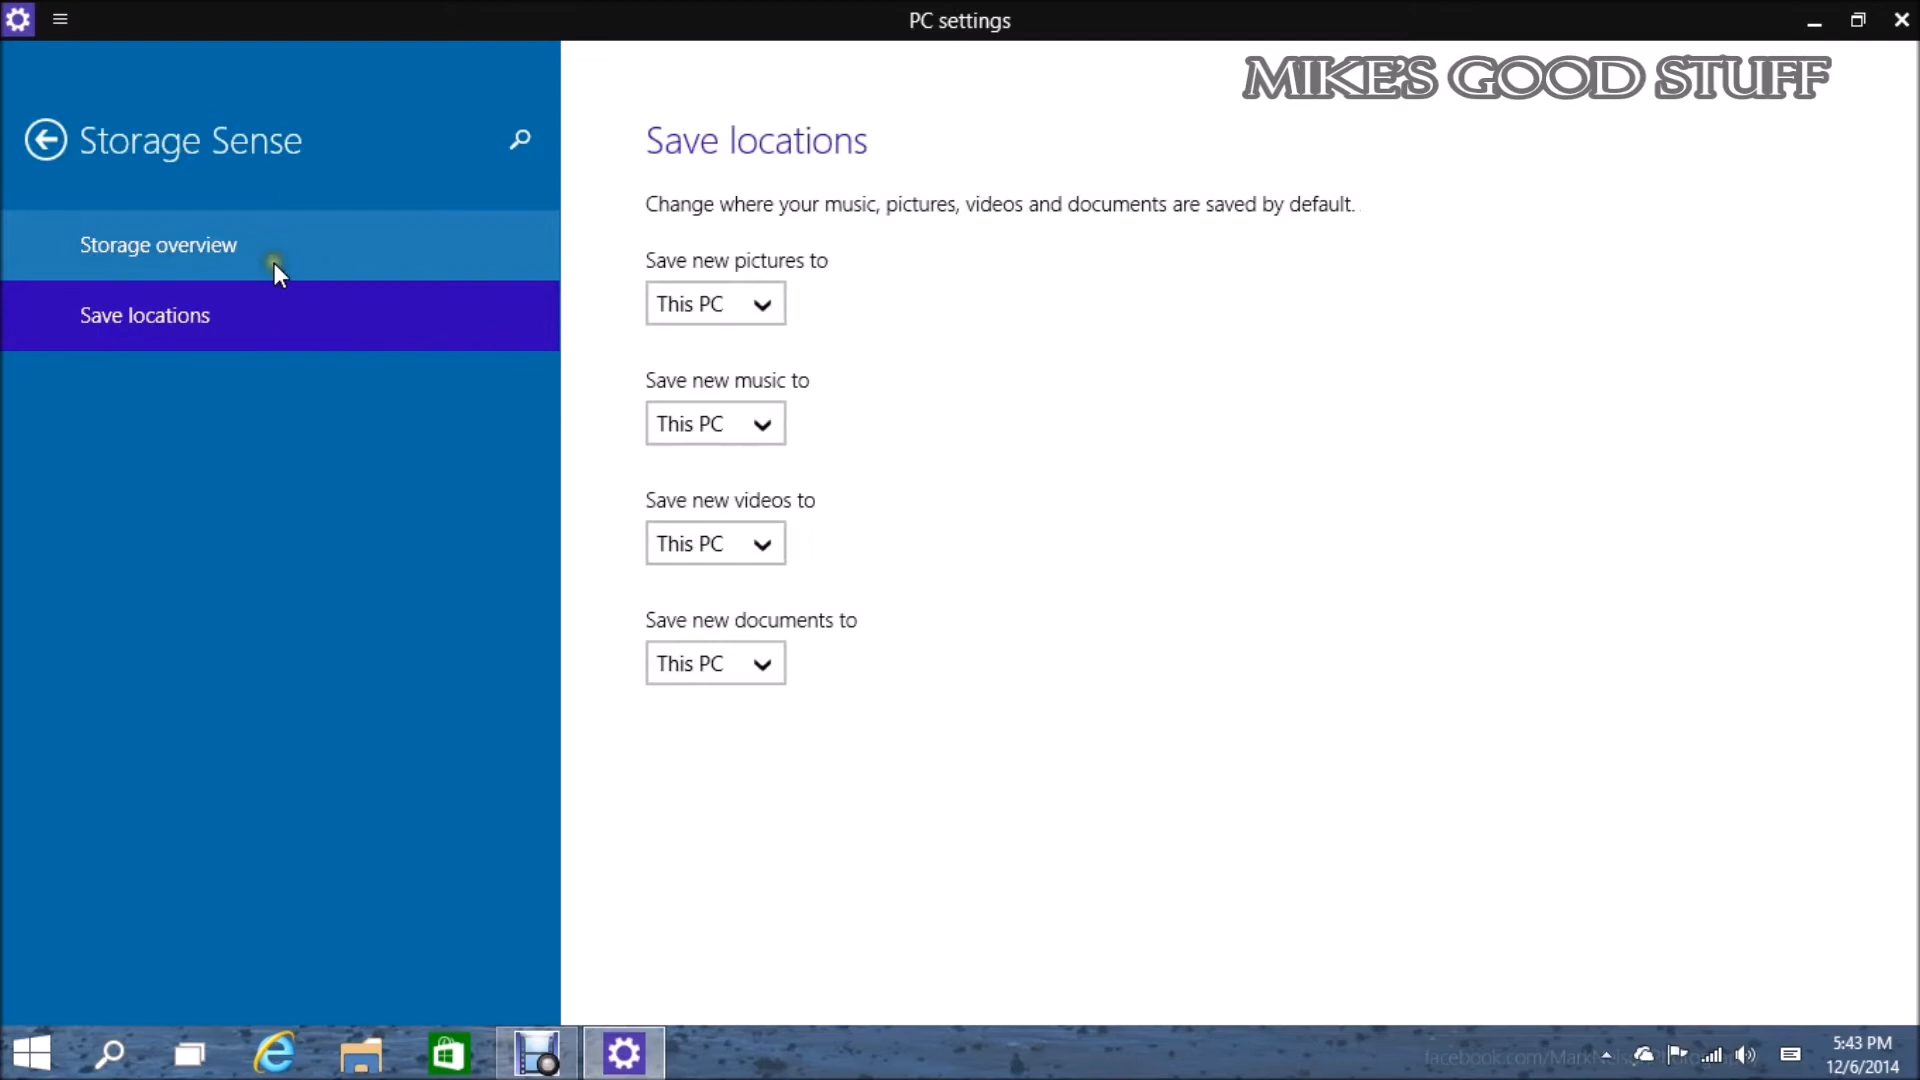 PC settings
MIKE'S GOOD STUFF
Storage Sense
Storage overview
Save locations
Save locations
Change where your music, pictures, videos and documents are saved by default.
Save new pictures to
This PC
Save new music to
This PC
Save new videos to
This PC
Save new documents to
This PC
5:43 PM
12/6/2014